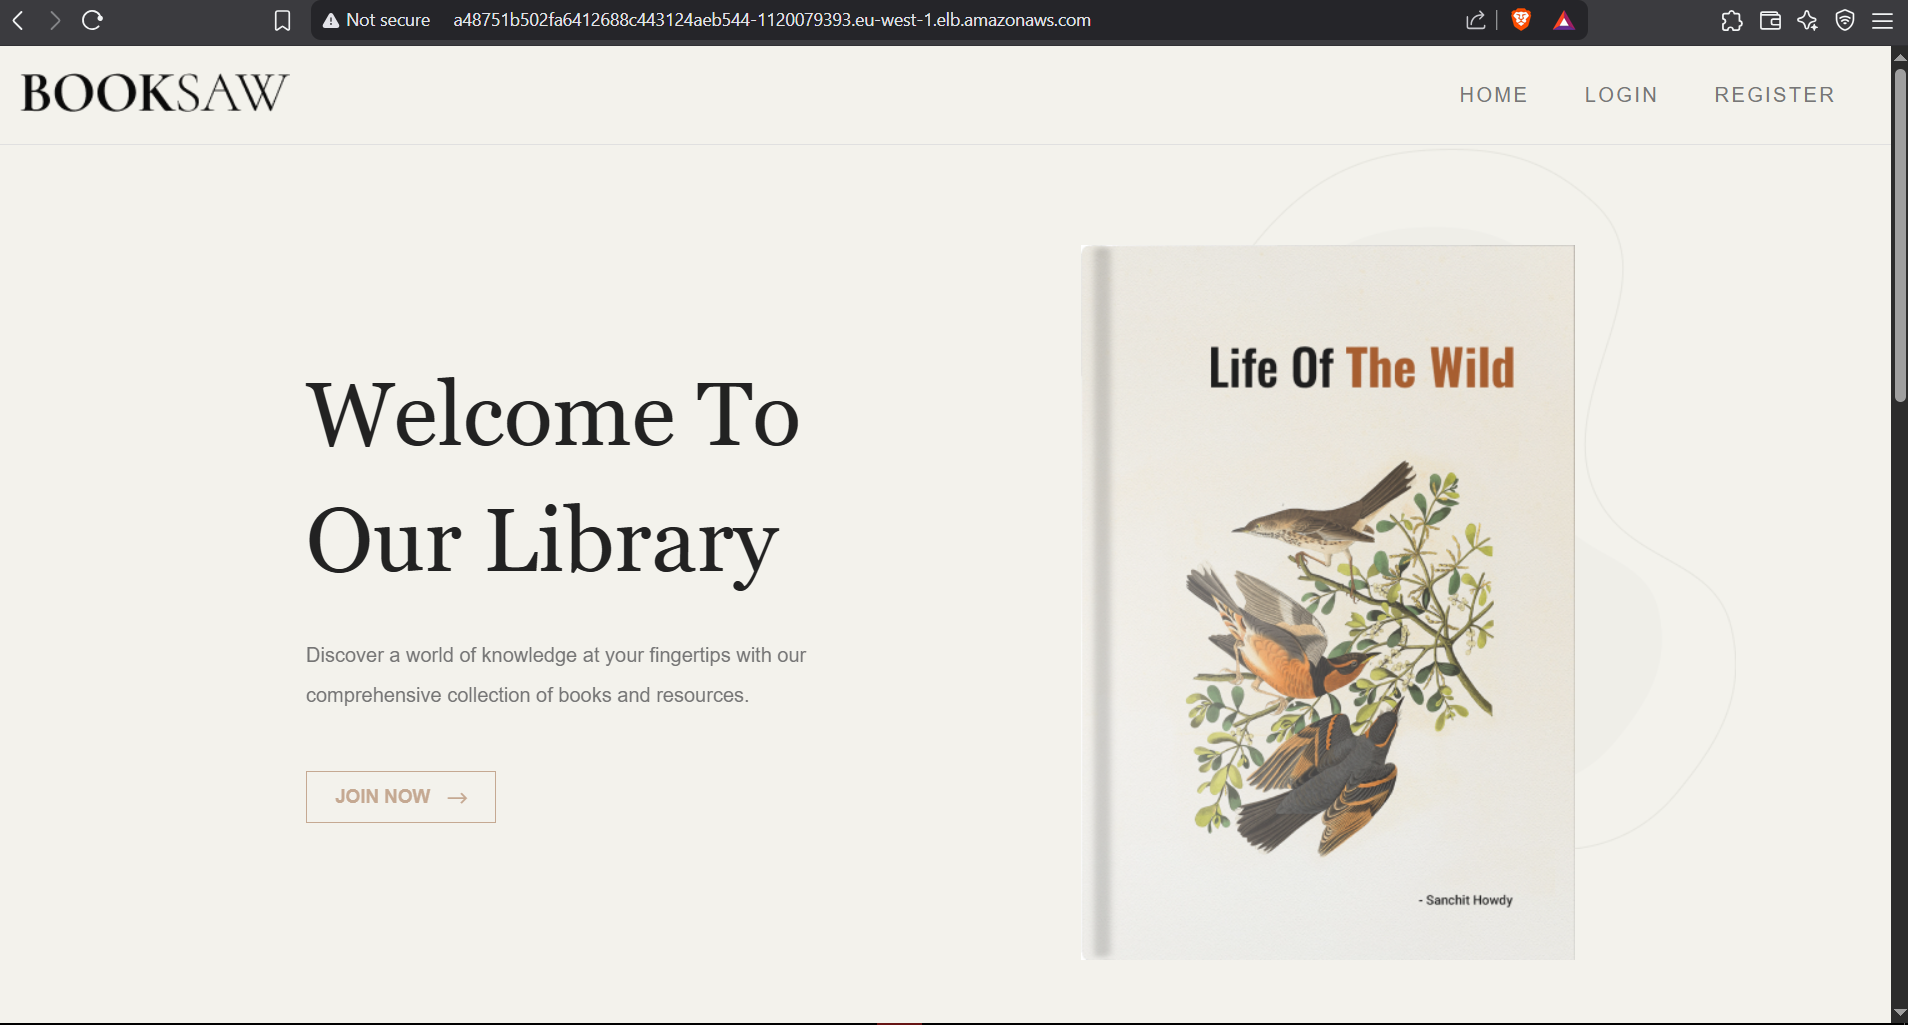 Not secure a48751b502fa6412688c443124aeb544-1120079393.eu-west-1.elb.amazonaws.com
BOOKSAW
HOME LOGIN REGISTER
Welcome To
Our Library
Discover a world of knowledge at your fingertips with our
comprehensive collection of books and resources.
JOIN NOW →
Life Of The Wild
- Sanchit Howdy